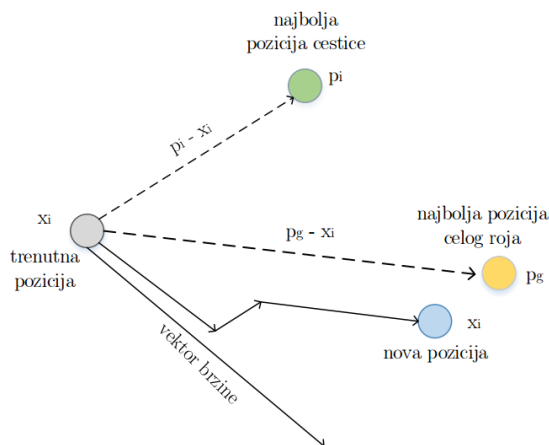 najbolja
pozicija cestice
pi
pi - xi
xi
trenutna
pozicija
pg - xi
najbolja pozicija
celog roja
pg
xi
nova pozicija
vektor brzine